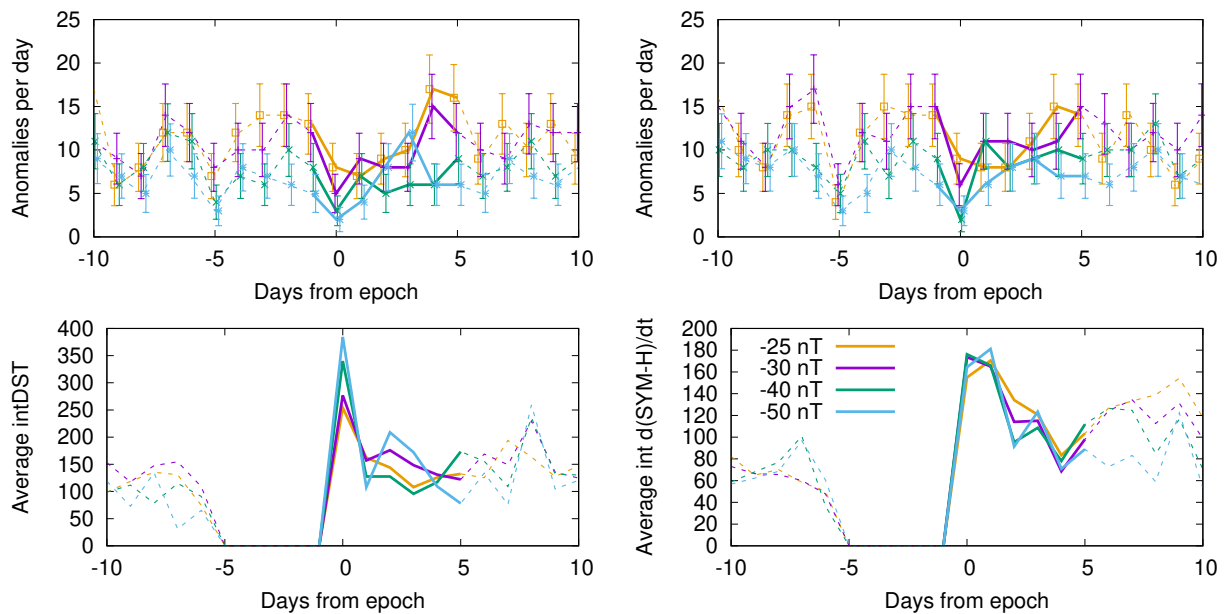 Anomalies per day
25
20
15
10
5
0
-10 -5 0 5 10
Days from epoch
Anomalies per day
25
20
15
10
5
0
-10 -5 0 5 10
Days from epoch
Average intDST
400
350
300
250
200
150
100
50
0
-10 -5 0 5 10
Days from epoch
Average int d(SYM-H)/dt
200
180
160
140
120
100
80
60
40
20
0
-25 nT
-30 nT
-40 nT
-50 nT
-10 -5 0 5 10
Days from epoch